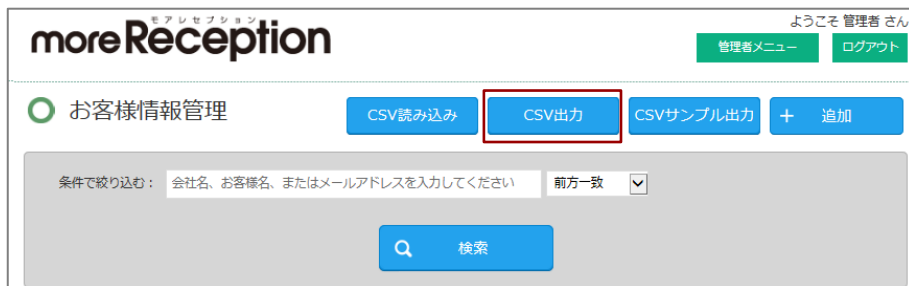 モアレセプション
moreReception
ようこそ 管理者 さん
管理者メニュー
ログアウト
お客様情報管理
CSV読み込み
CSV出力
CSVサンプル出力
＋ 追加
条件で絞り込む：
会社名、お客様名、またはメールアドレスを入力してください
前方一致
検索